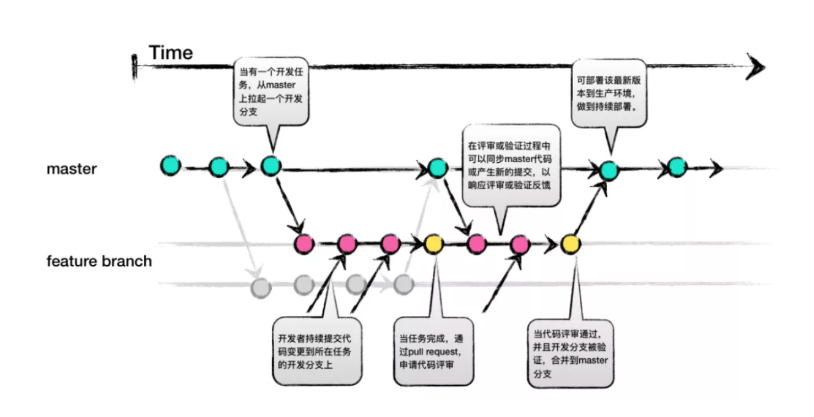 Time
当有一个开发任
务，从master
上拉起一个开发
分支
可部署该最新版
本到生产环境，
做到持续部署。
在评审或验证过程中
可以同步master代码
或产生新的提交，以
响应评审或验证反馈
master
feature branch
开发者持续提交代
码变更到所在任务
的开发分支上
当任务完成，通
过pull request，
申请代码评审
当代码评审通过，
并且开发分支被验
证，合并到master
分支